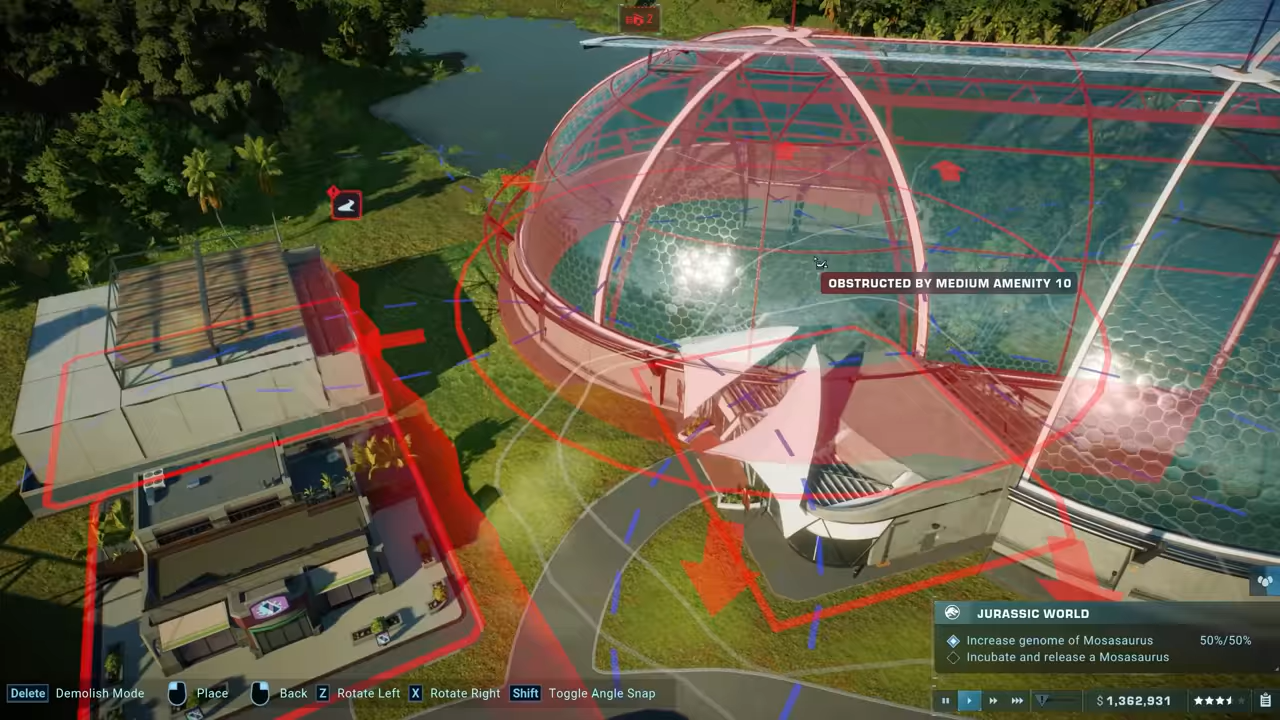 2
OBSTRUCTED BY MEDIUM AMENITY 10
JURASSIC WORLD
Increase genome of Mosasaurus 50%/50%
Incubate and release a Mosasaurus
Delete Demolish Mode Place Back Z Rotate Left X Rotate Right Shift Toggle Angle Snap
$ 1,362,931